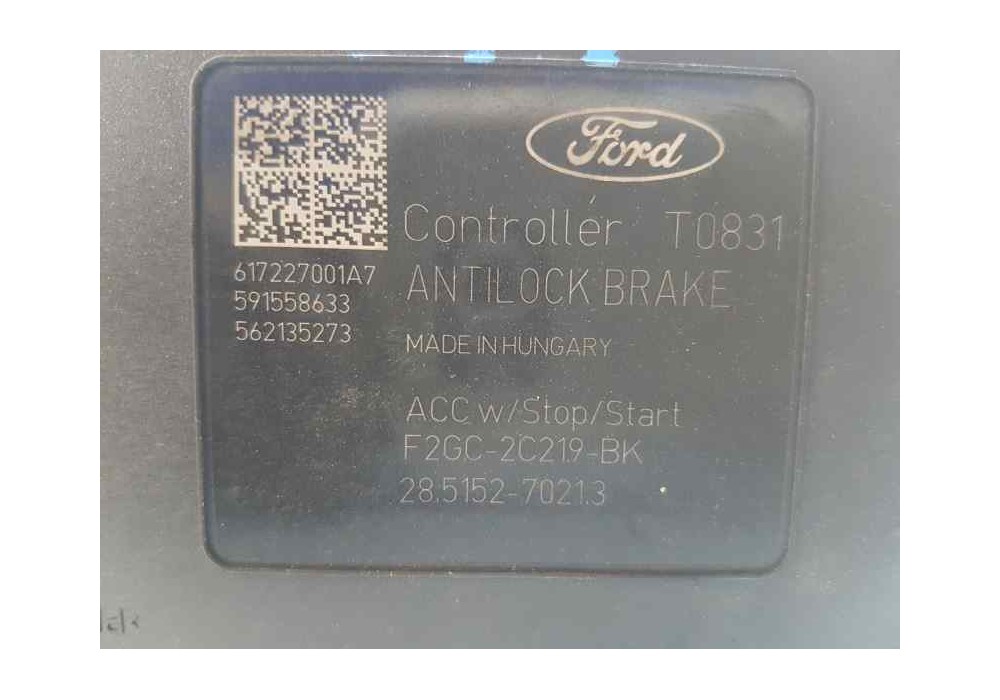 Ford
Controller T0831
617227001A7
591558633
562135273
ANTILOCK BRAKE
MADE IN HUNGARY
ACC w/Stop/Start
F2GC-2C219-BK
28.5152-7021.3